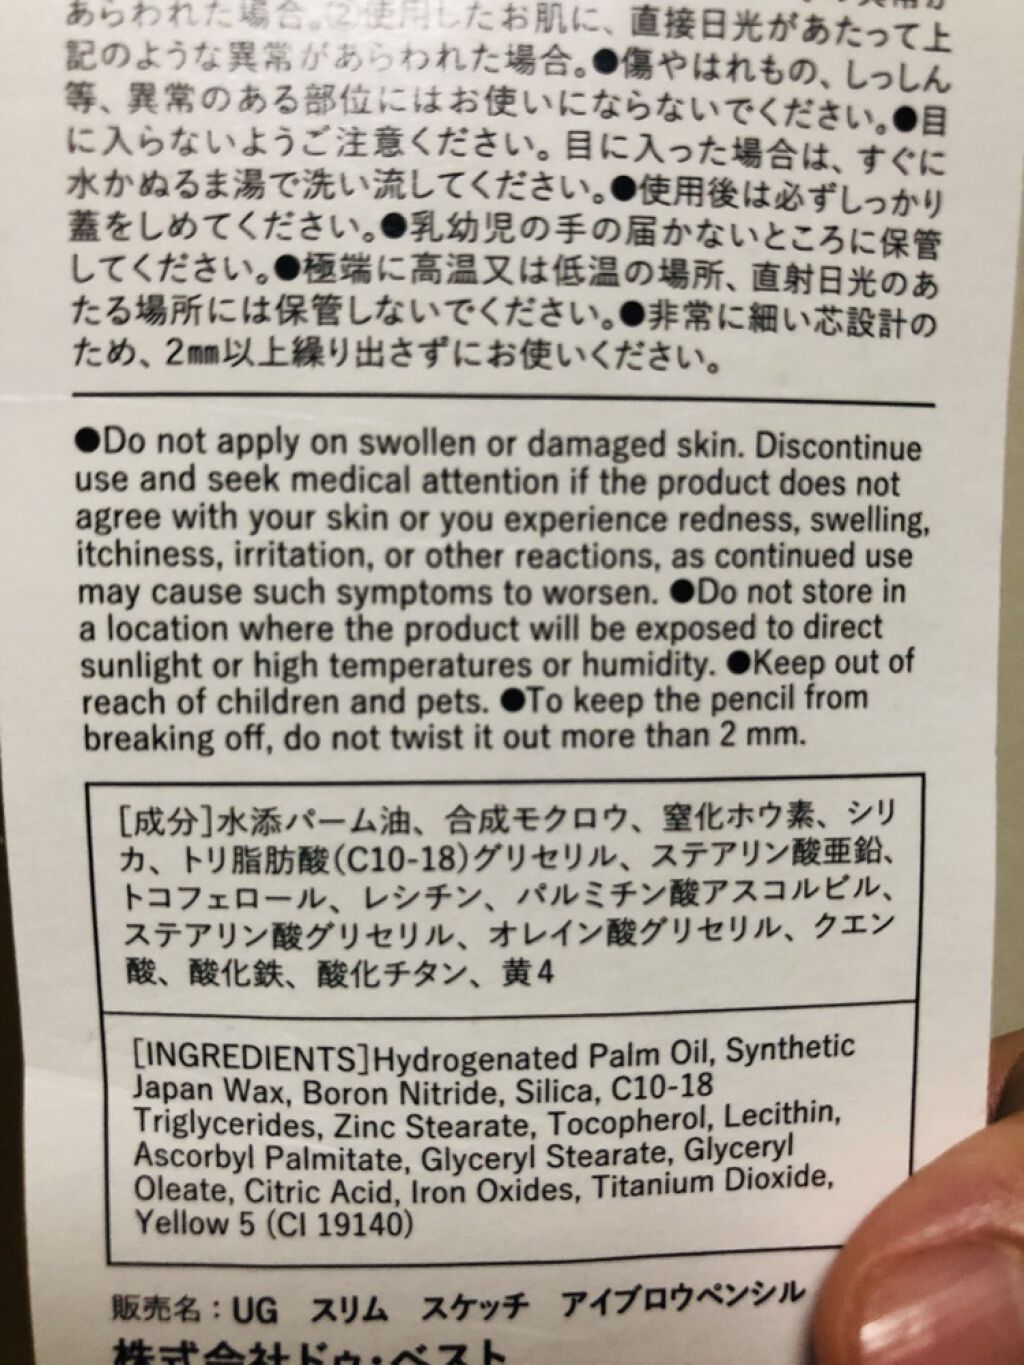 あらわれた場合。②使用したお肌に、直接日光があたって上
記のような異常があらわれた場合。●傷やはれもの、しっしん
等、異常のある部位にはお使いにならないでください。●目
に入らないようご注意ください。目に入った場合は、すぐに
水かぬるま湯で洗い流してください。●使用後は必ずしっかり
蓋をしめてください。●乳幼児の手の届かないところに保管
してください。●極端に高温又は低温の場所、直射日光のあ
たる場所には保管しないでください。●非常に細い芯設計の
ため、2㎜以上繰り出さずにお使いください。
●Do not apply on swollen or damaged skin. Discontinue
use and seek medical attention if the product does not
agree with your skin or you experience redness, swelling,
itchiness, irritation, or other reactions, as continued use
may cause such symptoms to worsen. ●Do not store in
a location where the product will be exposed to direct
sunlight or high temperatures or humidity. ●Keep out of
reach of children and pets. ●To keep the pencil from
breaking off, do not twist it out more than 2 mm.
[成分]水添パーム油、合成モクロウ、窒化ホウ素、シリ
カ、トリ脂肪酸(C10-18)グリセリル、ステアリン酸亜鉛、
トコフェロール、レシチン、パルミチン酸アスコルビル、
ステアリン酸グリセリル、オレイン酸グリセリル、クエン
酸、酸化鉄、酸化チタン、黄4
[INGREDIENTS]Hydrogenated Palm Oil, Synthetic
Japan Wax, Boron Nitride, Silica, C10-18
Triglycerides, Zinc Stearate, Tocopherol, Lecithin,
Ascorbyl Palmitate, Glyceryl Stearate, Glyceryl
Oleate, Citric Acid, Iron Oxides, Titanium Dioxide,
Yellow 5 (CI 19140)
販売名：UG スリム スケッチ アイブロウペンシル
株式会社ドゥ・ベスト